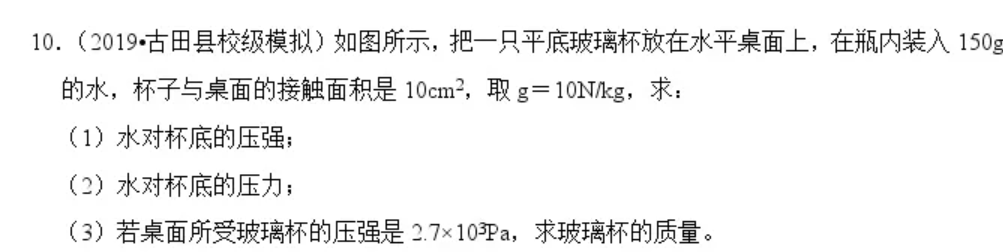 10.（2019•古田县校级模拟）如图所示，把一只平底玻璃杯放在水平桌面上，在瓶内装入 150g
的水，杯子与桌面的接触面积是 10cm²，取 g＝10N/kg，求：
（1）水对杯底的压强；
（2）水对杯底的压力；
（3）若桌面所受玻璃杯的压强是 2.7×10³Pa，求玻璃杯的质量。